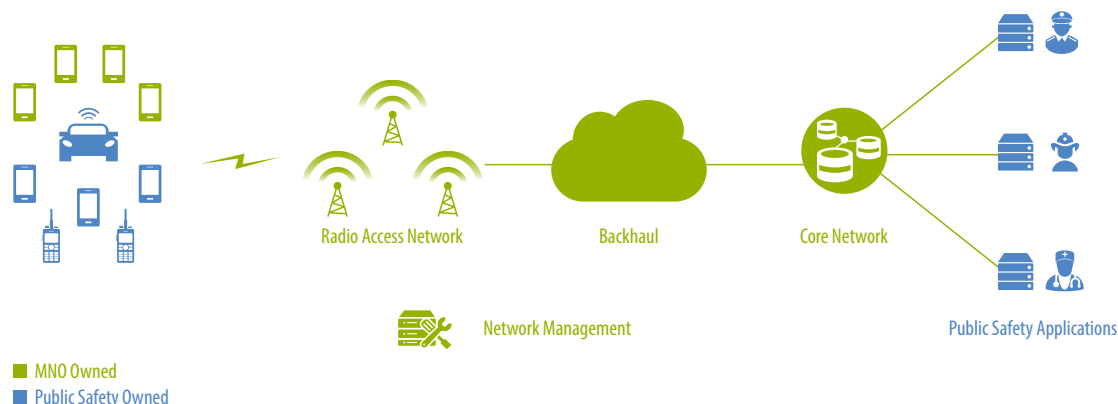 Radio Access Network
Backhaul
Core Network
Network Management
Public Safety Applications
MNO Owned
Public Safety Owned